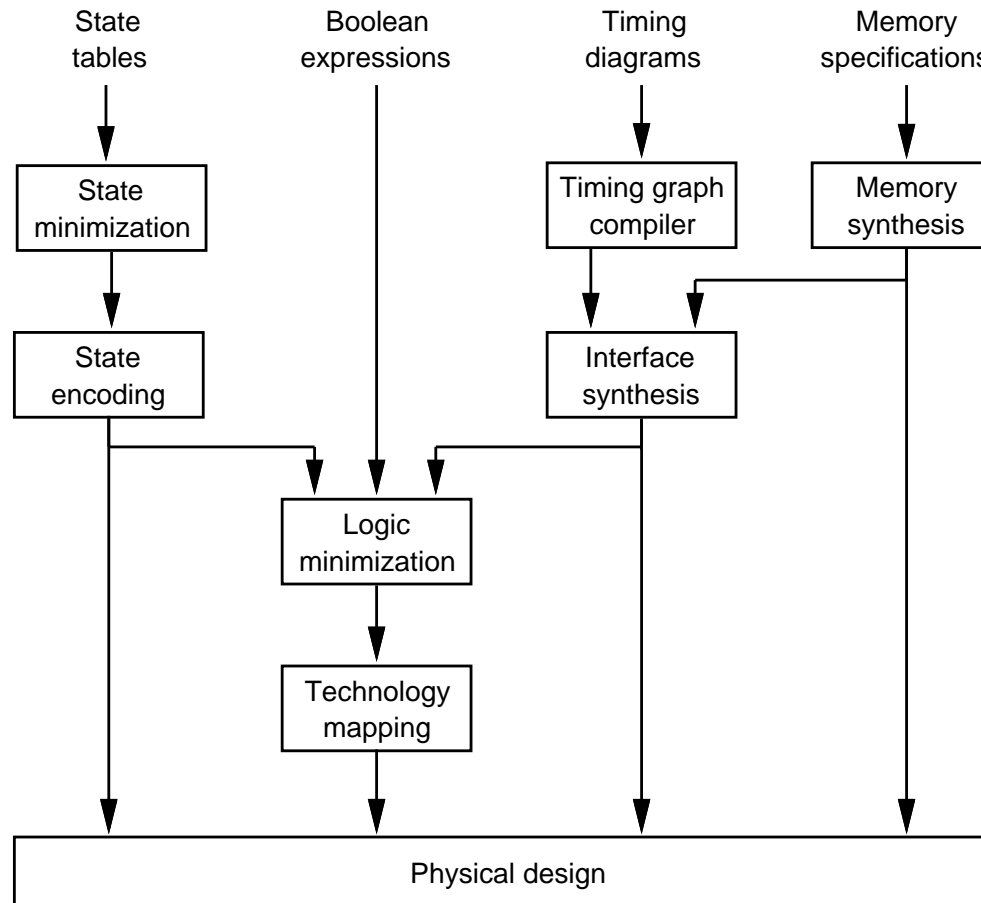 State
tables
Boolean
expressions
Timing
diagrams
Memory
specifications
State
minimization
Timing graph
compiler
Memory
synthesis
State
encoding
Interface
synthesis
Logic
minimization
Technology
mapping
Physical design